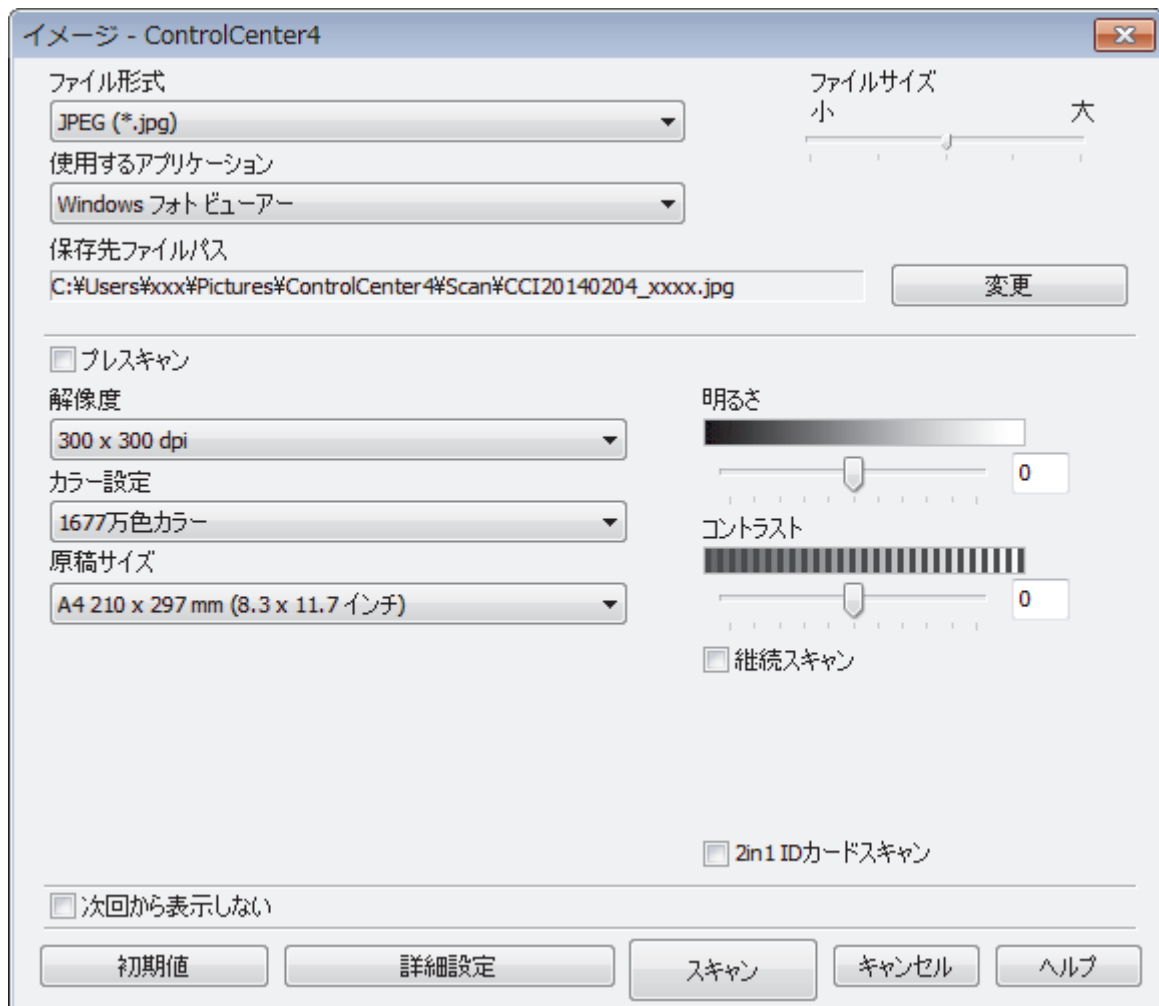 イメージ - ControlCenter4
ファイル形式
JPEG (*.jpg)
使用するアプリケーション
Windows フォト ビューアー
ファイルサイズ
小 大
保存先ファイルパス
C:¥Users¥xxx¥Pictures¥ControlCenter4¥Scan¥CCI20140204_xxxx.jpg
変更
プレスキャン
解像度
300 x 300 dpi
カラー設定
1677万色カラー
原稿サイズ
A4 210 x 297 mm (8.3 x 11.7 インチ)
明るさ
0
コントラスト
0
継続スキャン
2in1 IDカードスキャン
次回から表示しない
初期値 詳細設定 スキャン キャンセル ヘルプ